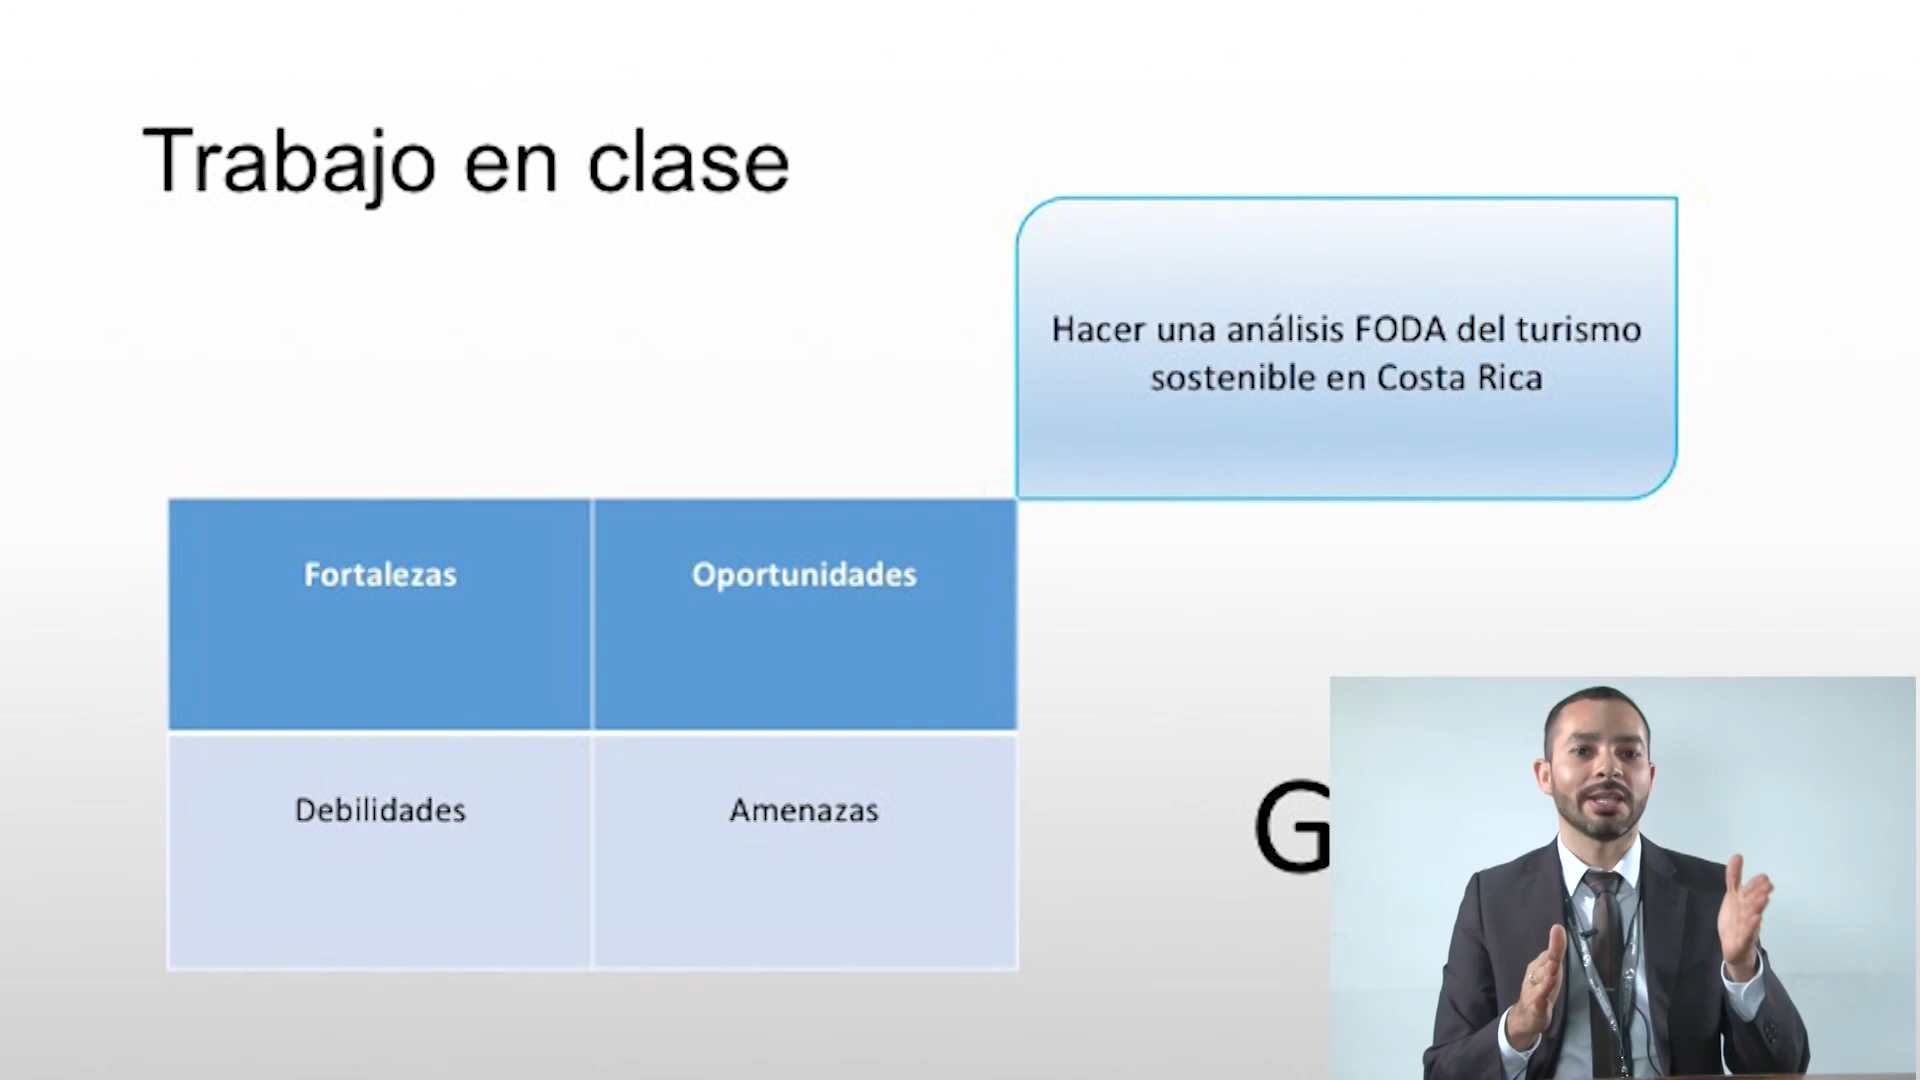 Trabajo en clase
Hacer una análisis FODA del turismo
sostenible en Costa Rica
Fortalezas
Oportunidades
Debilidades
Amenazas